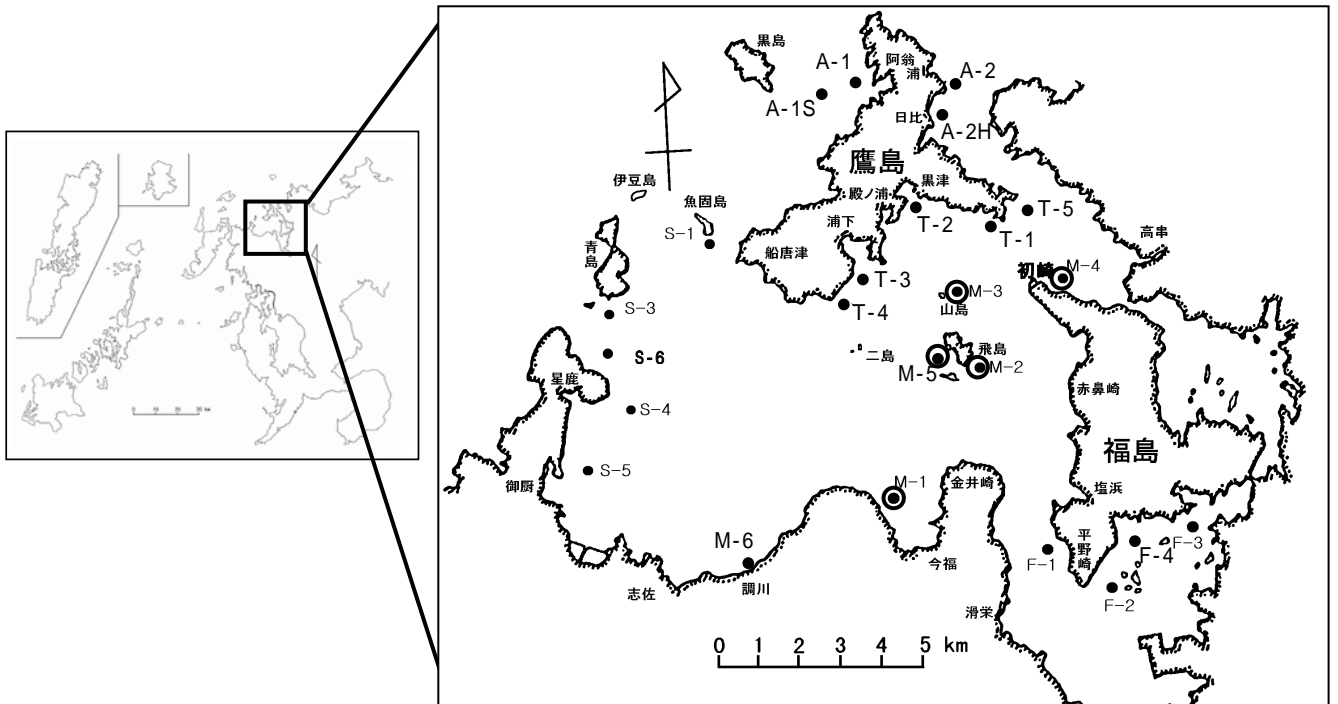 黒島
A-1
阿翁
浦
A-2
A-1S
日比
A-2H
鷹島
伊豆島
黒津
殿ノ浦
魚固島
T-5
T-2
浦下
S-1
T-1
高串
青島
船唐津
初崎
M-4
T-3
M-3
S-3
山島
T-4
S-6
二島
飛島
M-5
M-2
星鹿
赤鼻崎
S-4
福島
S-5
M-1
金井崎
御厨
塩浜
M-6
平野崎
F-3
F-4
今福
F-1
調川
志佐
F-2
滑栄
0 1 2 3 4 5 km